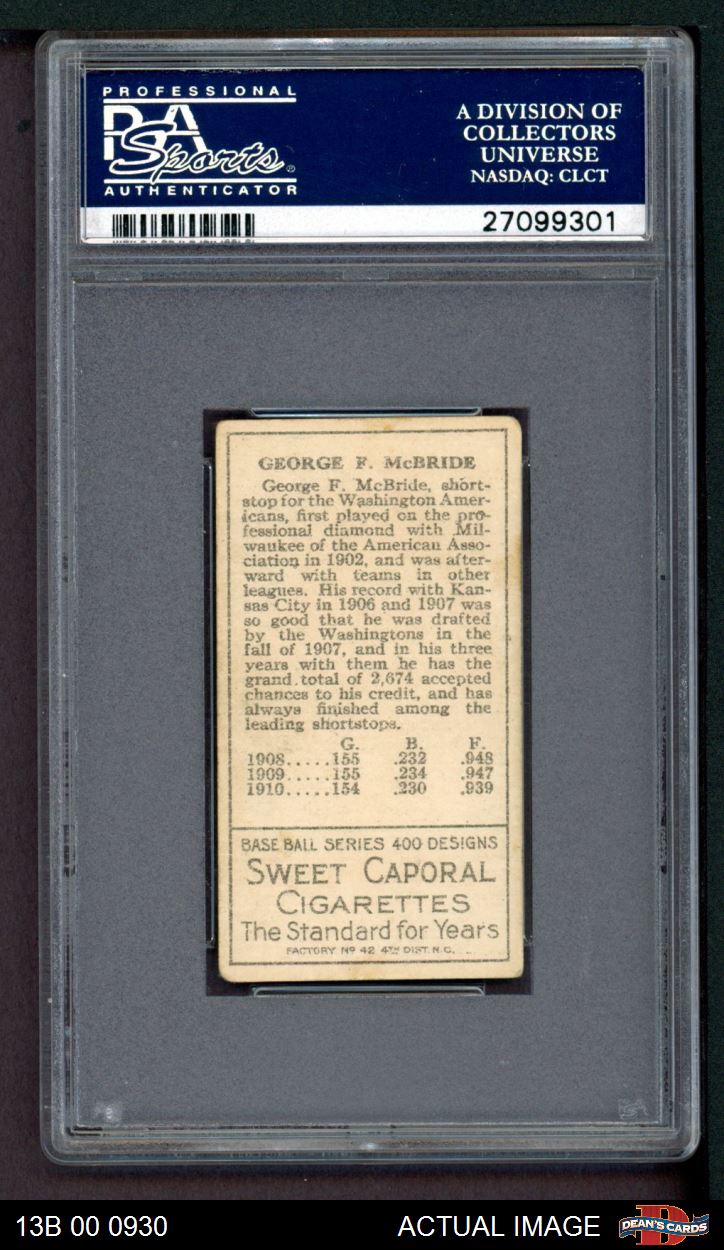 PROFESSIONAL
PSA
Sports®
AUTHENTICATOR
A DIVISION OF
COLLECTORS
UNIVERSE
NASDAQ: CLCT
27099301
GEORGE F. McBRIDE
George F. McBride, short-
stop for the Washington Amer-
icans, first played on the pro-
fessional diamond with Mil-
waukee of the American Asso-
ciation in 1902, and was after-
ward with teams in other
leagues. His record with Kan-
sas City in 1906 and 1907 was
so good that he was drafted
by the Washingtons in the
fall of 1907, and in his three
years with them he has the
grand total of 2,674 accepted
chances to his credit, and has
always finished among the
leading shortstops.
G. B. F.
1908.....155 .232 .948
1909.....155 .234 .947
1910.....154 .230 .939
BASE BALL SERIES 400 DESIGNS
SWEET CAPORAL
CIGARETTES
The Standard for Years
FACTORY Nº 42 4TH DIST. N.C.
13B 00 0930
ACTUAL IMAGE
DEAN'S CARDS